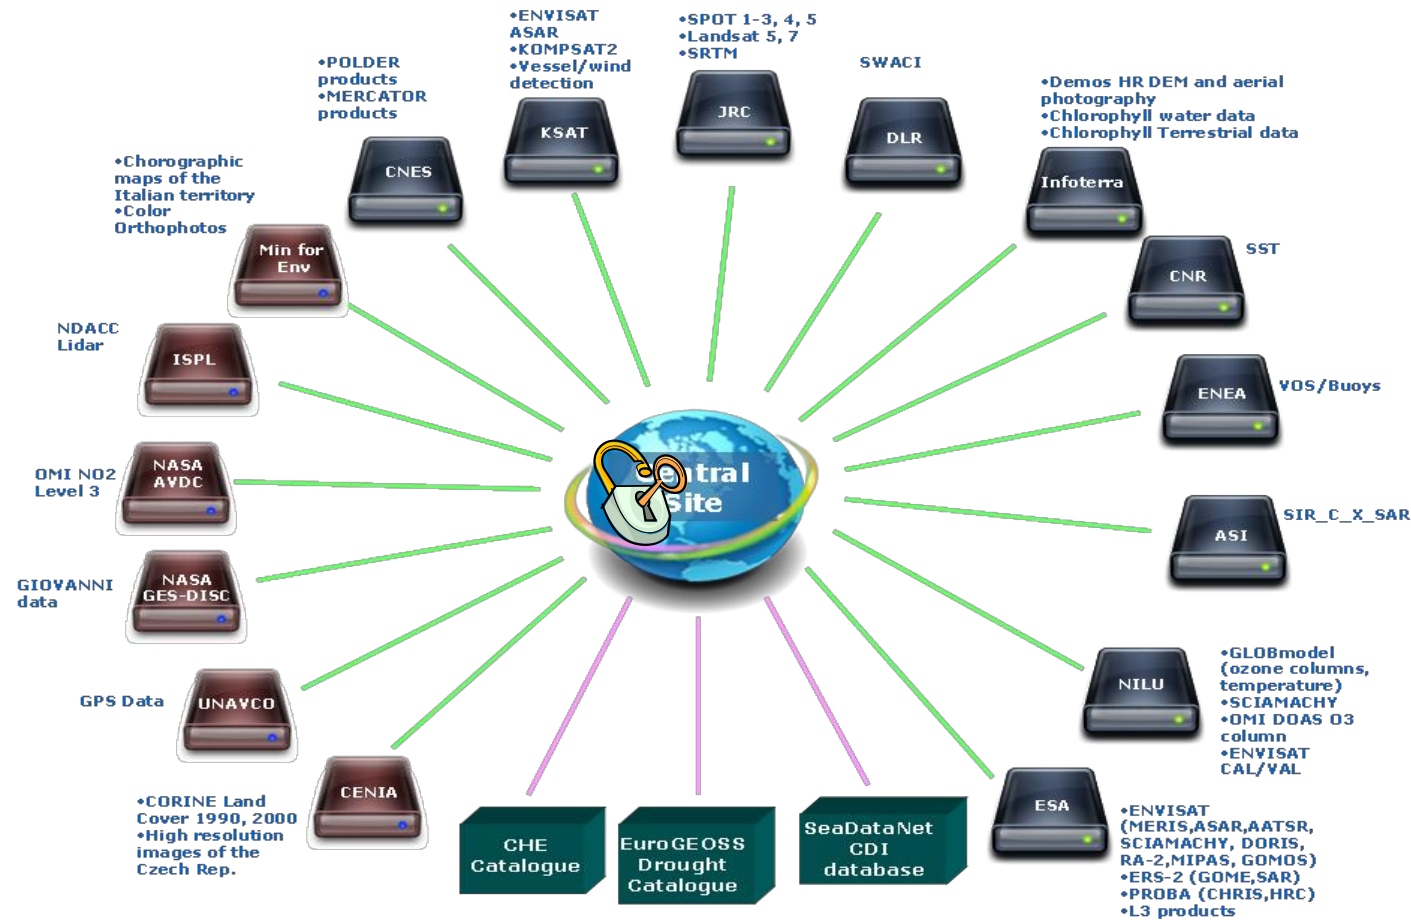 •ENVISAT
ASAR
•KOMPSAT2
•Vessel/wind
detection
KSAT
•SPOT 1-3, 4, 5
•Landsat 5, 7
•SRTM
JRC
SWACI
DLR
•Demos HR DEM and aerial
photography
•Chlorophyll water data
•Chlorophyll Terrestrial data
Infoterra
•POLDER
products
•MERCATOR
products
CNES
•Chorographic
maps of the
Italian territory
•Color
Orthophotos
Min for
Env
SST
CNR
NDACC
Lidar
ISPL
VOS/Buoys
ENEA
OMI NO2
Level 3
NASA
AVDC
Central
Site
SIR_C_X_SAR
ASI
GIOVANNI
data
NASA
GES-DISC
GPS Data
UNAVCO
NILU
•GLOBmodel
(ozone columns,
temperature)
•SCIAMACHY
•OMI DOAS O3
column
•ENVISAT
CAL/VAL
CENIA
•CORINE Land
Cover 1990, 2000
•High resolution
images of the
Czech Rep.
CHE
Catalogue
EuroGEOSS
Drought
Catalogue
SeaDataNet
CDI
database
ESA
•ENVISAT
(MERIS,ASAR,AATSR,
SCIAMACHY, DORIS,
RA-2,MIPAS, GOMOS)
•ERS-2 (GOME,SAR)
•PROBA (CHRIS,HRC)
•L3 products